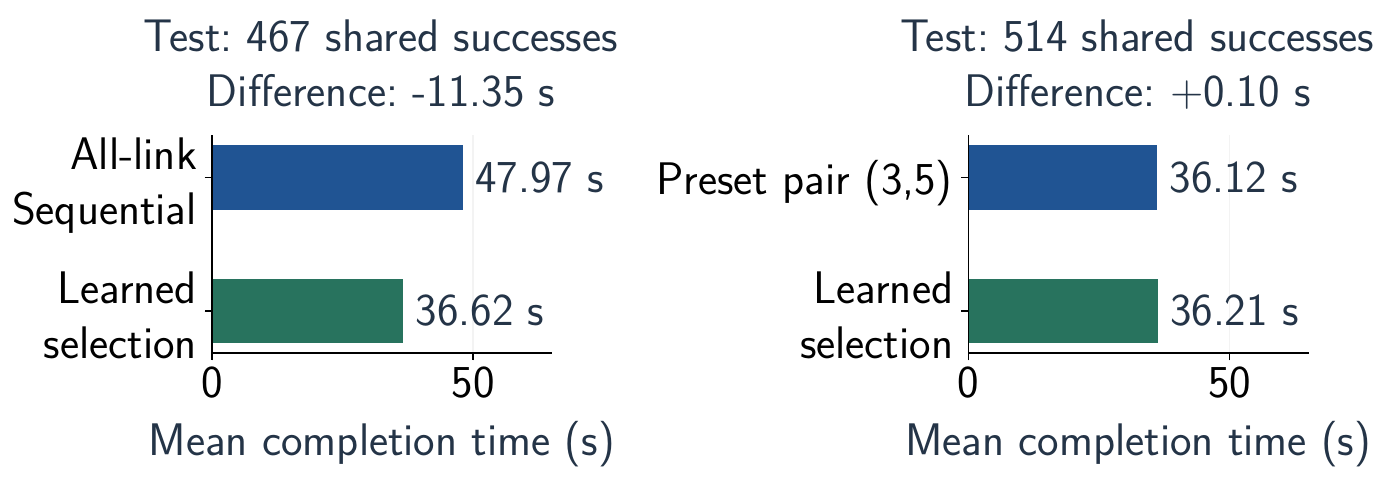 Test: 467 shared successes
Difference: -11.35 s
All-link
Sequential
47.97 s
Learned
selection
36.62 s
0
50
Mean completion time (s)
Test: 514 shared successes
Difference: +0.10 s
Preset pair (3,5)
36.12 s
Learned
selection
36.21 s
0
50
Mean completion time (s)